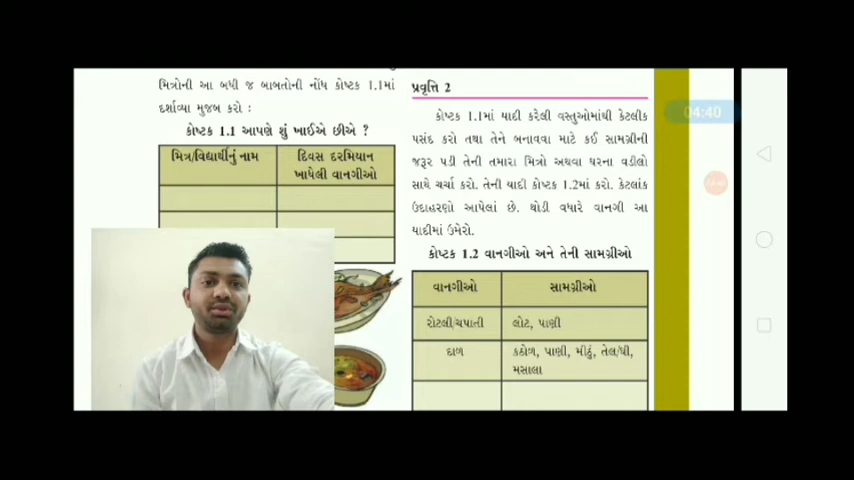 મિત્રોની આ બધી જ બાબતોની નોંધ કોષ્ટક 1.1માં
દર્શાવ્યા મુજબ કરો :
કોષ્ટક 1.1 આપણે શું ખાઈએ છીએ ?
મિત્ર/વિદ્યાર્થીનું નામ
દિવસ દરમિયાન
ખાધેલી વાનગીઓ
પ્રવૃત્તિ 2
કોષ્ટક 1.1માં યાદી કરેલી વસ્તુઓમાંથી કેટલીક
પસંદ કરો તથા તેને બનાવવા માટે કઈ સામગ્રીની
જરૂર પડી તેની તમારા મિત્રો અથવા ઘરના વડીલો
સાથે ચર્ચા કરો. તેની યાદી કોષ્ટક 1.2માં કરો. કેટલાંક
ઉદાહરણો આપેલાં છે. થોડી વધારે વાનગી આ
યાદીમાં ઉમેરો.
કોષ્ટક 1.2 વાનગીઓ અને તેની સામગ્રીઓ
વાનગીઓ
સામગ્રીઓ
રોટલી/ચપાતી
લોટ, પાણી
દાળ
કઠોળ, પાણી, મીઠું, તેલ/ઘી,
મસાલા
04:40